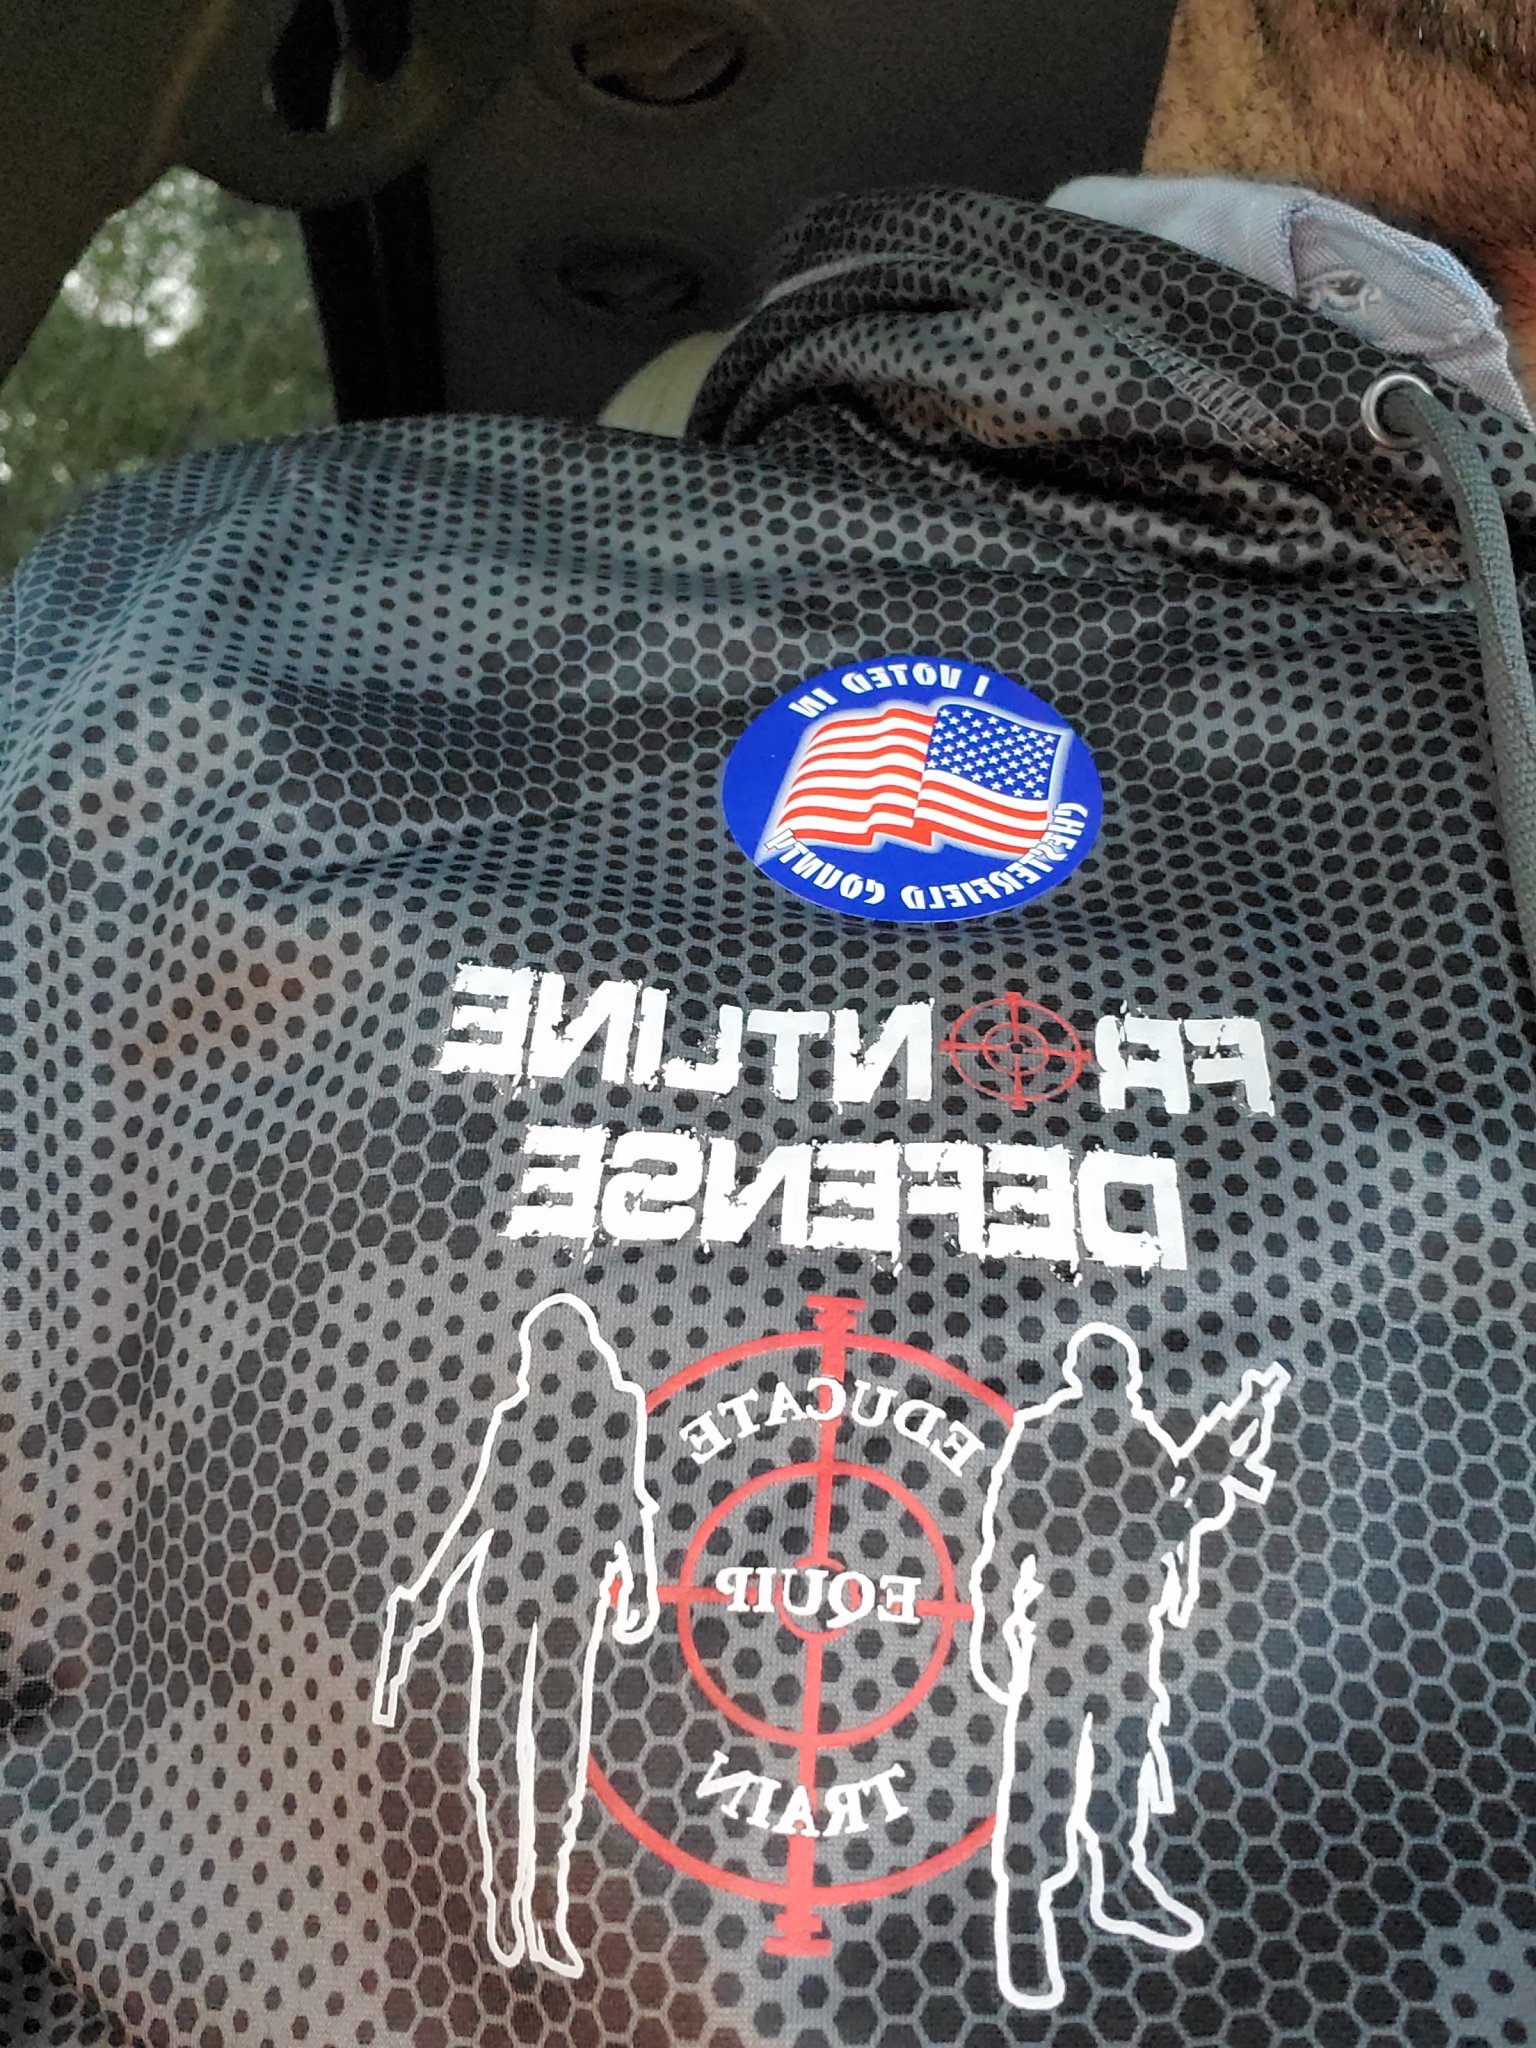 I VOTED IN
CHESTERFIELD COUNTY
FRONTLINE
DEFENSE
EDUCATE
EQUIP
TRAIN